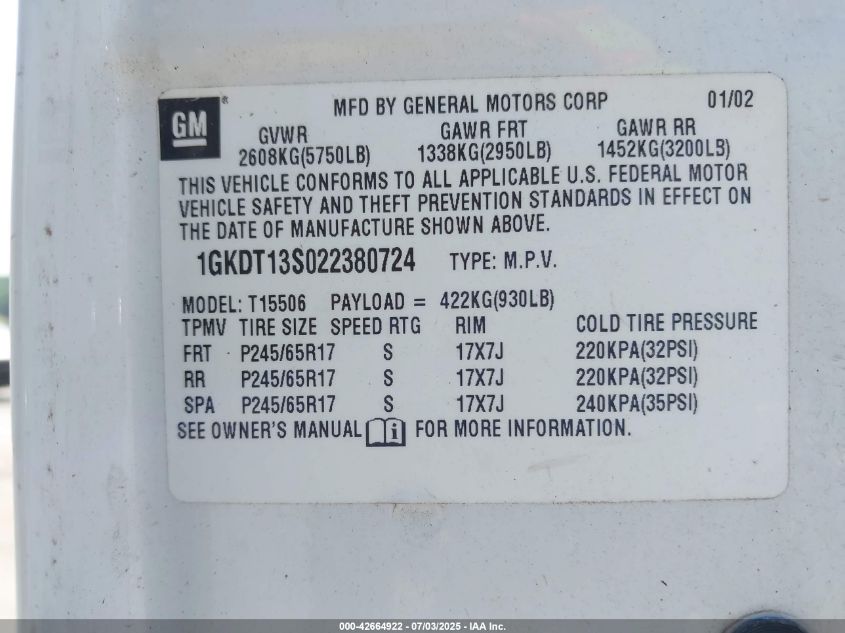 MFD BY GENERAL MOTORS CORP 01/02
GM®
GVWR GAWR FRT GAWR RR
2608KG(5750LB) 1338KG(2950LB) 1452KG(3200LB)
THIS VEHICLE CONFORMS TO ALL APPLICABLE U.S. FEDERAL MOTOR
VEHICLE SAFETY AND THEFT PREVENTION STANDARDS IN EFFECT ON
THE DATE OF MANUFACTURE SHOWN ABOVE.
1GKDT13S022380724 TYPE: M.P.V.
MODEL: T15506 PAYLOAD = 422KG(930LB)
TPMV TIRE SIZE SPEED RTG RIM COLD TIRE PRESSURE
FRT P245/65R17 S 17X7J 220KPA(32PSI)
RR P245/65R17 S 17X7J 220KPA(32PSI)
SPA P245/65R17 S 17X7J 240KPA(35PSI)
SEE OWNER'S MANUAL i FOR MORE INFORMATION.
000-42664922 - 07/03/2025 - IAA Inc.